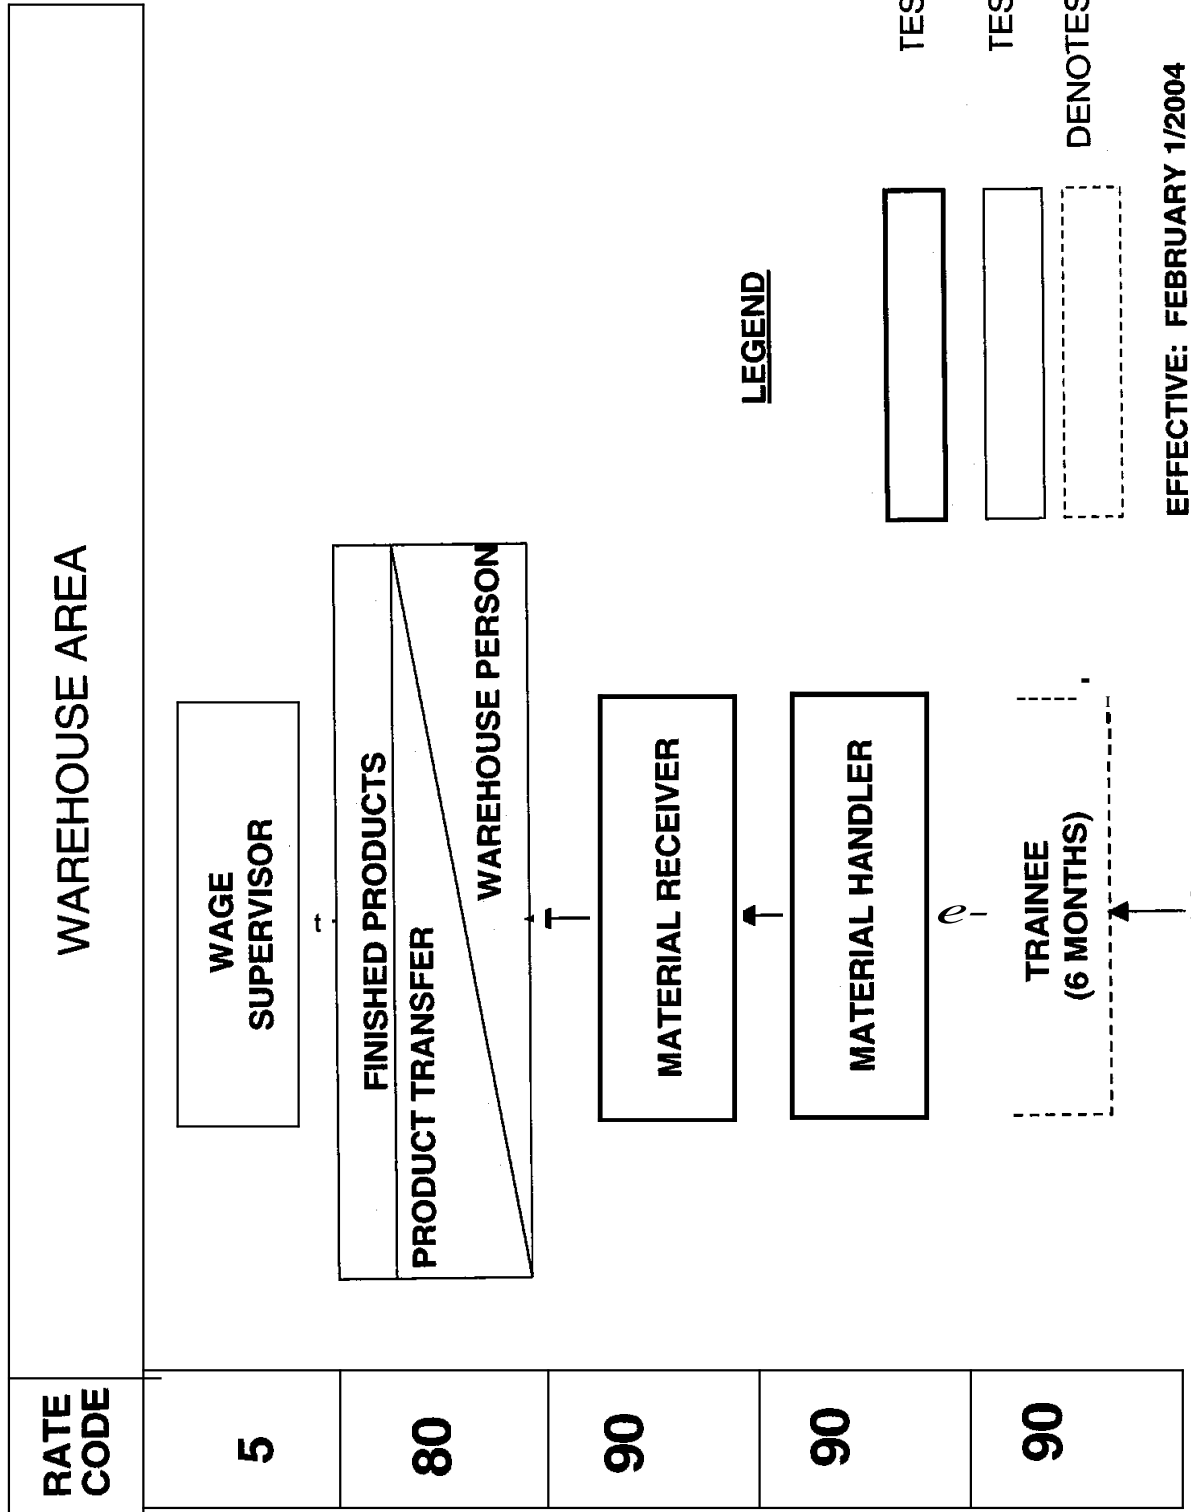 RATE
CODE
WAREHOUSE AREA
5
WAGE
SUPERVISOR
t
80
FINISHED PRODUCTS
PRODUCT TRANSFER
WAREHOUSE PERSON
90
MATERIAL RECEIVER
90
MATERIAL HANDLER
e-
90
TRAINEE
(6 MONTHS)
LEGEND
TES
TES
DENOTES
EFFECTIVE: FEBRUARY 1/2004